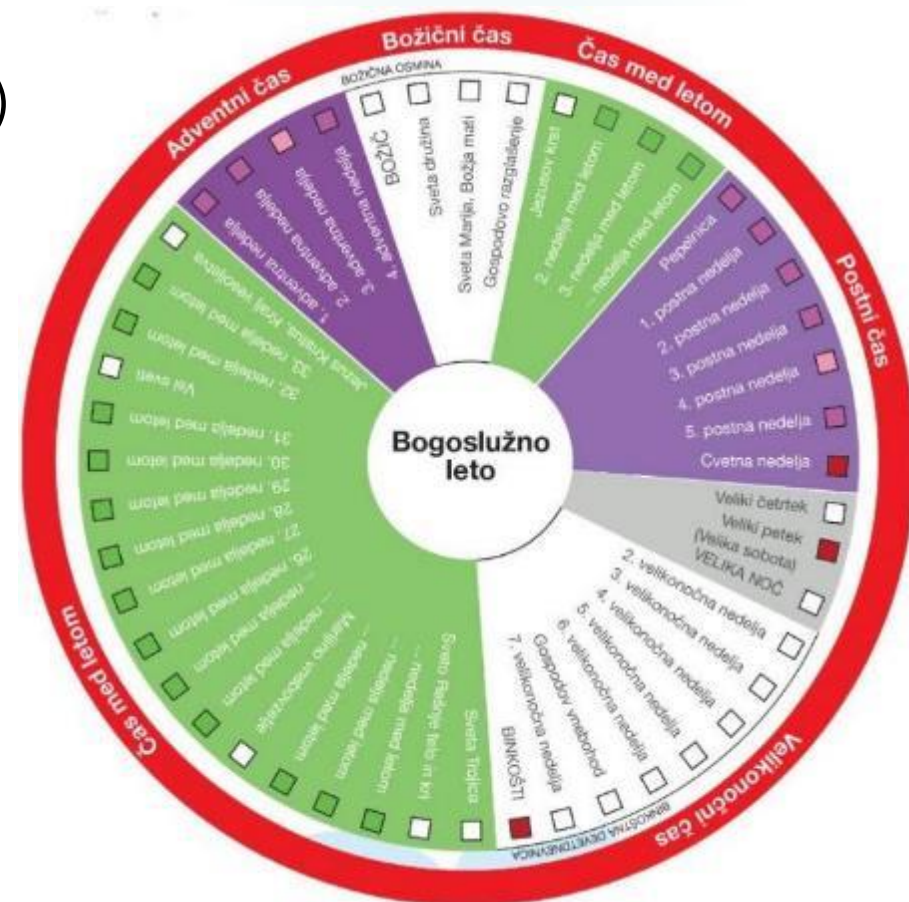 )
Adventni čas
Božični čas
Čas med letom
Postni čas
Velikonočni čas
Čas med letom
BOŽIČNA OSMINA
BINKOŠTNA DEVETDNEVNICA
Bogoslužno
leto
1. adventna nedelja
2. adventna nedelja
3. adventna nedelja
4. adventna nedelja
BOŽIČ
Sveta družina
Sveta Marija, Božja mati
Gospodovo razglašenje
Jezusov krst
2. nedelja med letom
3. nedelja med letom
... nedelja med letom
Pepelnica
1. postna nedelja
2. postna nedelja
3. postna nedelja
4. postna nedelja
5. postna nedelja
Cvetna nedelja
Veliki četrtek
Veliki petek
(Velika sobota)
VELIKA NOČ
2. velikonočna nedelja
3. velikonočna nedelja
4. velikonočna nedelja
5. velikonočna nedelja
6. velikonočna nedelja
Gospodov vnebohod
7. velikonočna nedelja
BINKOŠTI
Sveta Trojica
Sveto Rešnje telo in kri
... nedelja med letom
... nedelja med letom
... nedelja med letom
Marijino vnebovzetje
... nedelja med letom
... nedelja med letom
26. nedelja med letom
27. nedelja med letom
28. nedelja med letom
29. nedelja med letom
30. nedelja med letom
31. nedelja med letom
Vsi sveti
32. nedelja med letom
33. nedelja med letom
Jezus Kristus, Kralj vesoljstva